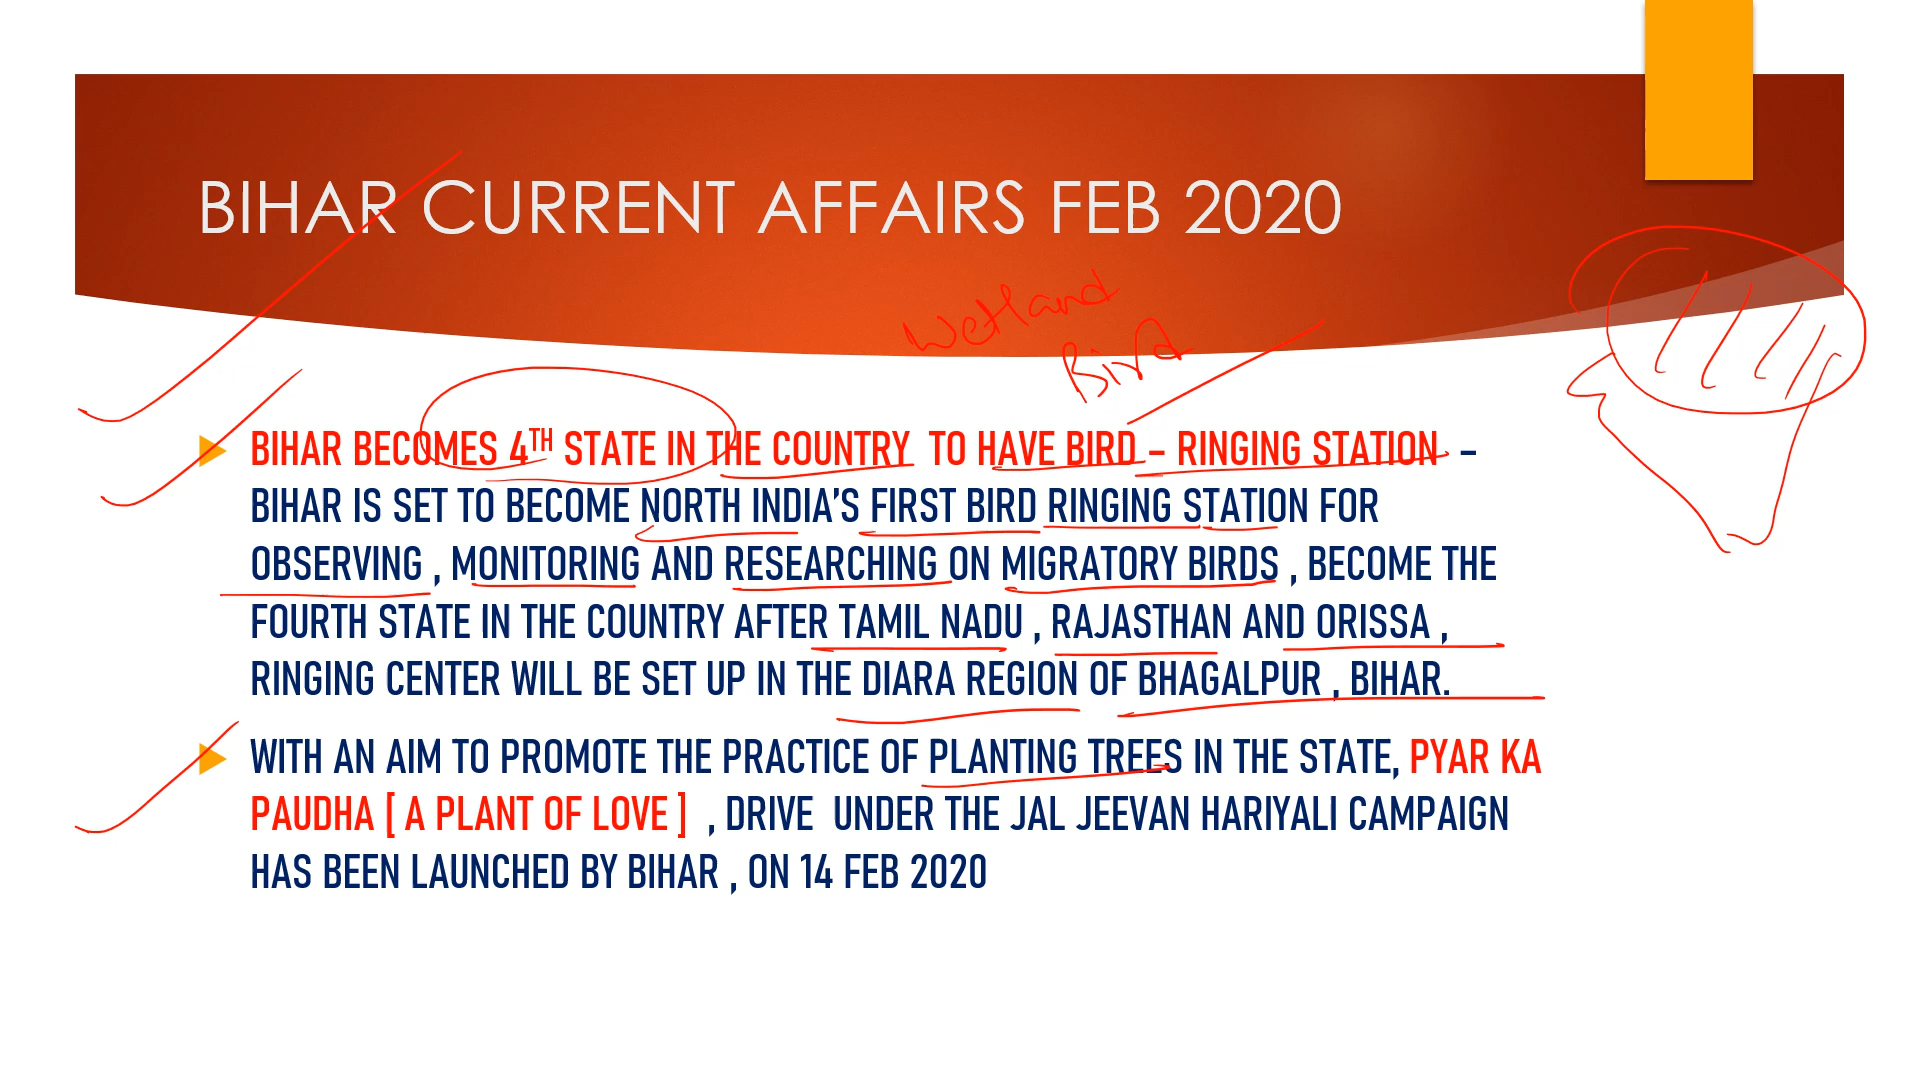 BIHAR CURRENT AFFAIRS FEB 2020
Wetland
Bird
BIHAR BECOMES 4TH STATE IN THE COUNTRY TO HAVE BIRD – RINGING STATION –
BIHAR IS SET TO BECOME NORTH INDIA'S FIRST BIRD RINGING STATION FOR
OBSERVING , MONITORING AND RESEARCHING ON MIGRATORY BIRDS , BECOME THE
FOURTH STATE IN THE COUNTRY AFTER TAMIL NADU , RAJASTHAN AND ORISSA ,
RINGING CENTER WILL BE SET UP IN THE DIARA REGION OF BHAGALPUR , BIHAR.
WITH AN AIM TO PROMOTE THE PRACTICE OF PLANTING TREES IN THE STATE, PYAR KA
PAUDHA [ A PLANT OF LOVE ] , DRIVE UNDER THE JAL JEEVAN HARIYALI CAMPAIGN
HAS BEEN LAUNCHED BY BIHAR , ON 14 FEB 2020